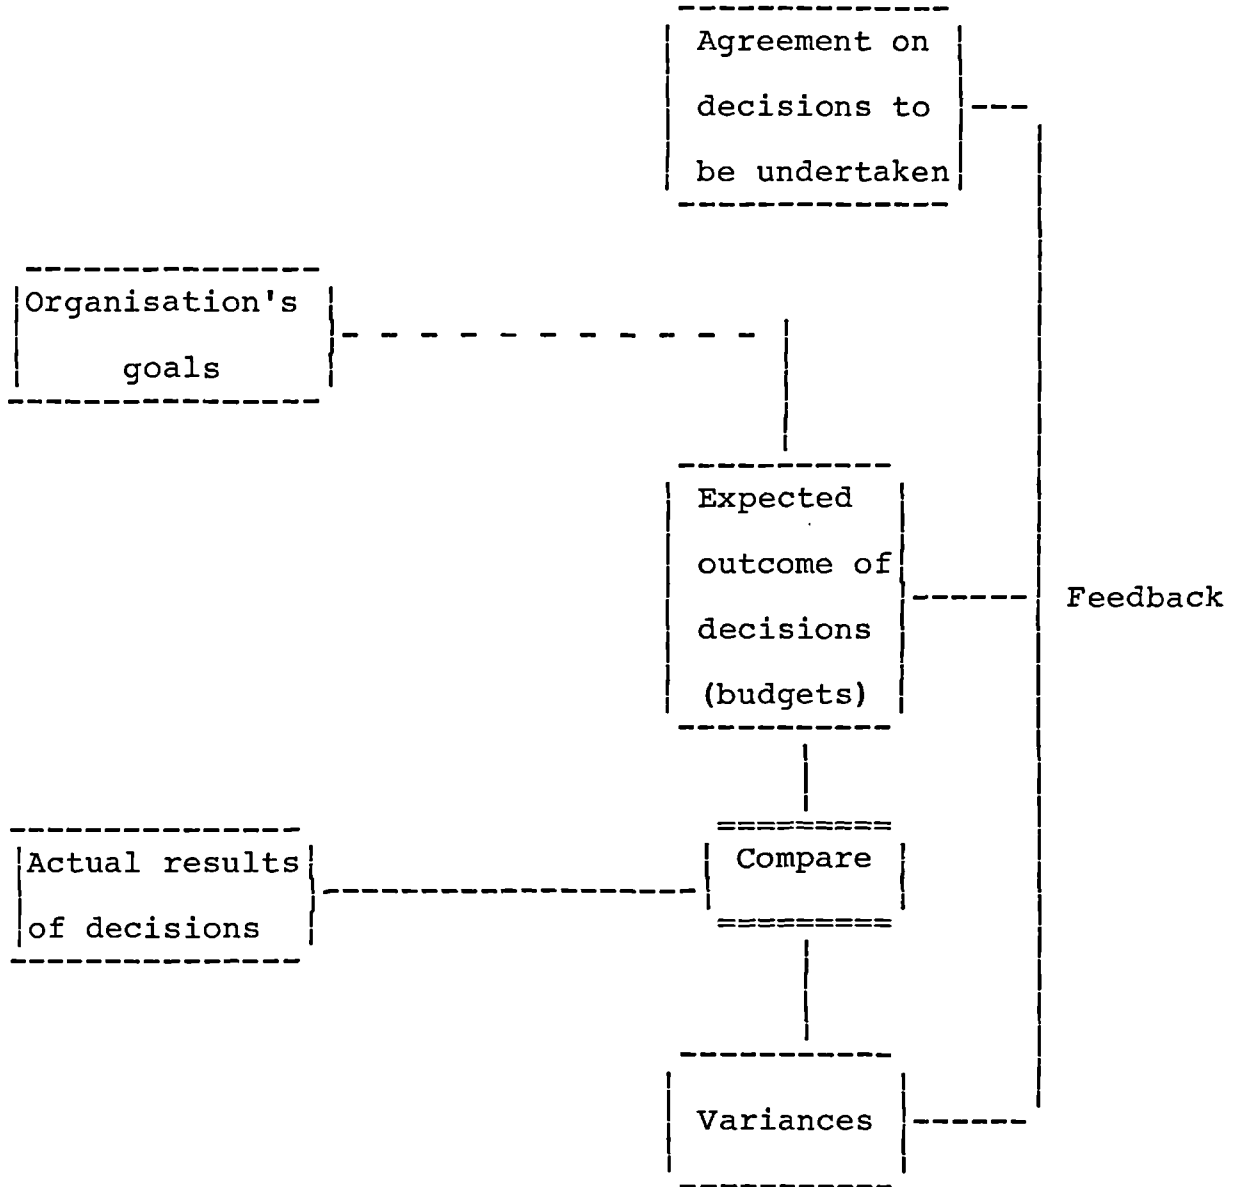 Agreement on
decisions to
be undertaken
Organisation's
goals
Expected
outcome of
decisions
(budgets)
Feedback
Actual results
of decisions
Compare
Variances